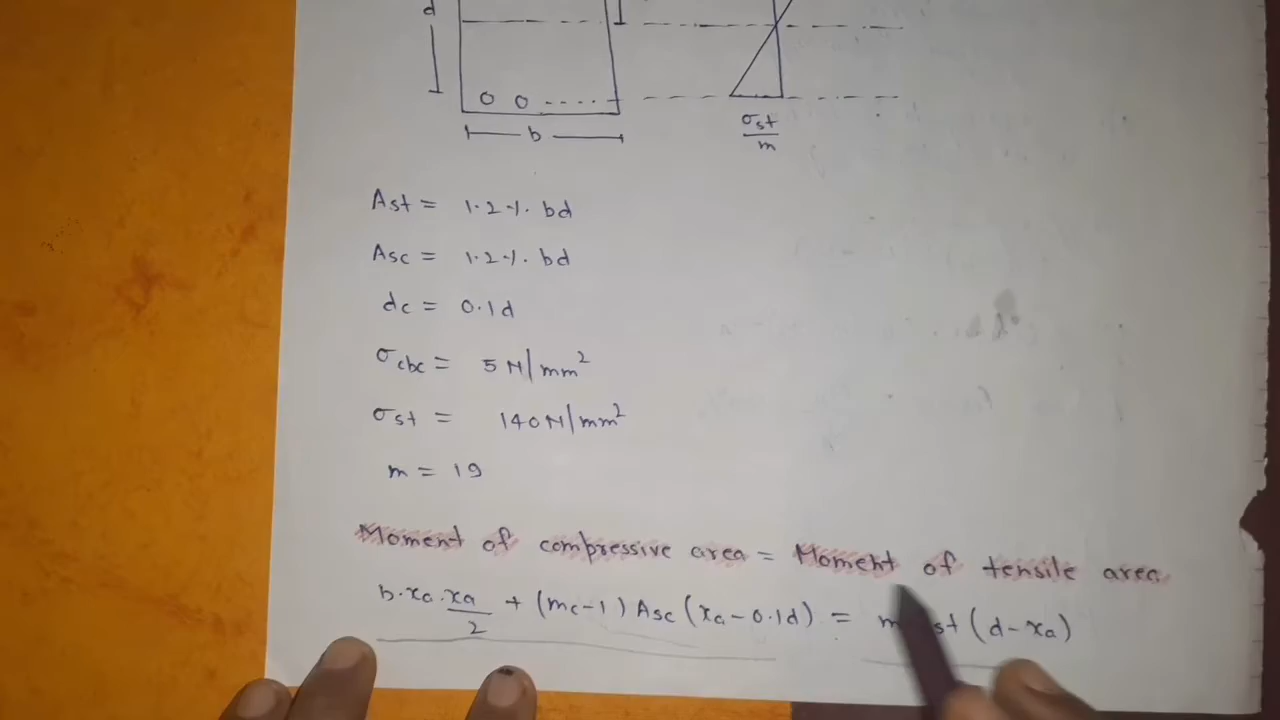 d
b
σst
m
Ast = 1.2%. bd
Asc = 1.2%. bd
dc = 0.1d
σcbc = 5 N/mm²
σst = 140 N/mm²
m = 19
Moment of compressive area = Moment of tensile area
b.xa.xa/2 + (mc-1) Asc (xa-0.1d) = m st (d-xa)